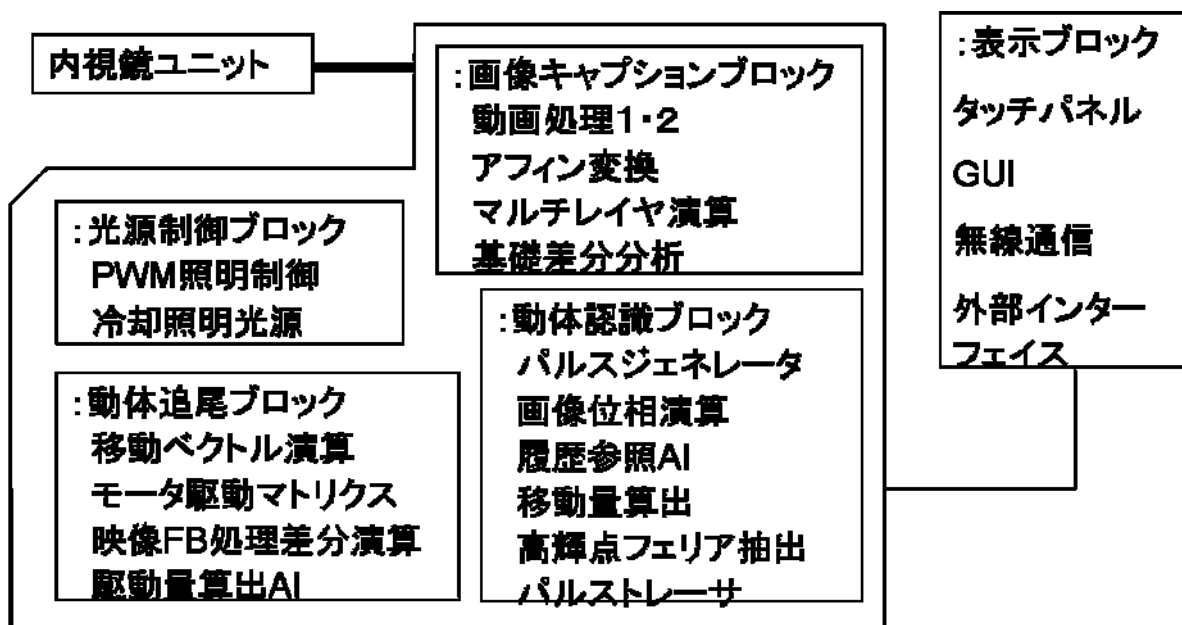 内視鏡ユニット
:画像キャプションブロック
動画処理1・2
アフィン変換
マルチレイヤ演算
基礎差分分析
:光源制御ブロック
PWM照明制御
冷却照明光源
:動体追尾ブロック
移動ベクトル演算
モータ駆動マトリクス
映像FB処理差分演算
駆動量算出AI
:動体認識ブロック
パルスジェネレータ
画像位相演算
履歴参照AI
移動量算出
高輝点フェリア抽出
パルストレーサ
:表示ブロック
タッチパネル
GUI
無線通信
外部インター
フェイス